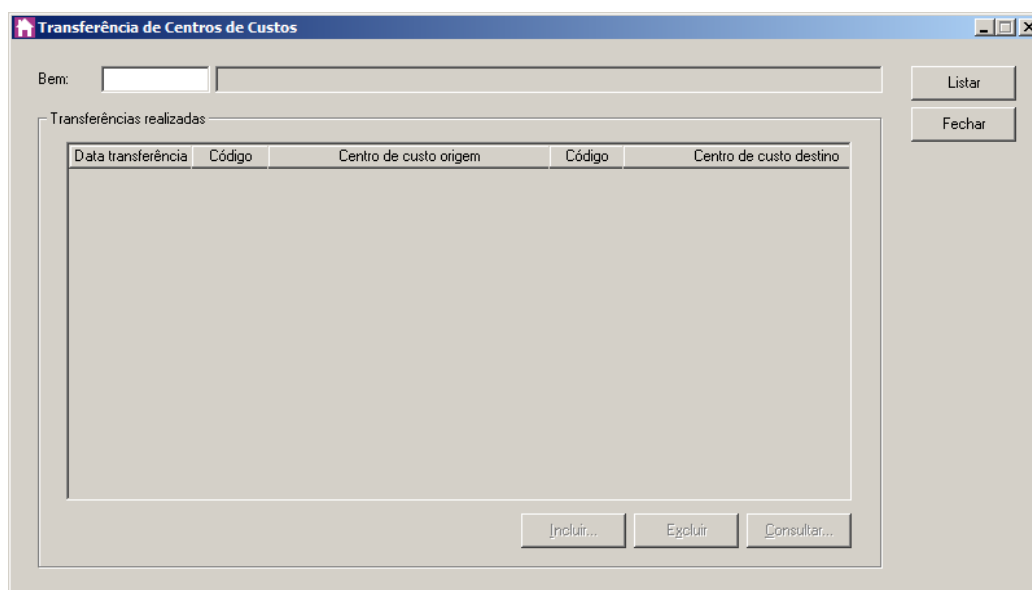 Transferência de Centros de Custos
Bem:
Listar
Fechar
Transferências realizadas
Data transferência Código Centro de custo origem Código Centro de custo destino
Incluir... Excluir Consultar...